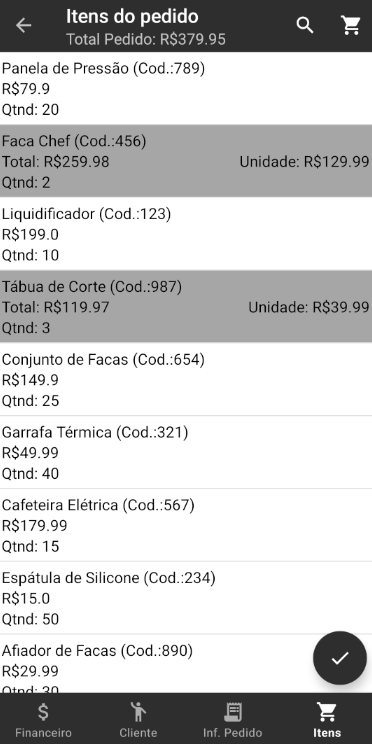 Itens do pedido
Total Pedido: R$379.95
Panela de Pressão (Cod.:789)
R$79.9
Qtnd: 20
Faca Chef (Cod.:456)
Total: R$259.98 Unidade: R$129.99
Qtnd: 2
Liquidificador (Cod.:123)
R$199.0
Qtnd: 10
Tábua de Corte (Cod.:987)
Total: R$119.97 Unidade: R$39.99
Qtnd: 3
Conjunto de Facas (Cod.:654)
R$149.9
Qtnd: 25
Garrafa Térmica (Cod.:321)
R$49.99
Qtnd: 40
Cafeteira Elétrica (Cod.:567)
R$179.99
Qtnd: 15
Espátula de Silicone (Cod.:234)
R$15.0
Qtnd: 50
Afiador de Facas (Cod.:890)
R$29.99
Qtnd: 30
Financeiro Cliente Inf. Pedido Itens